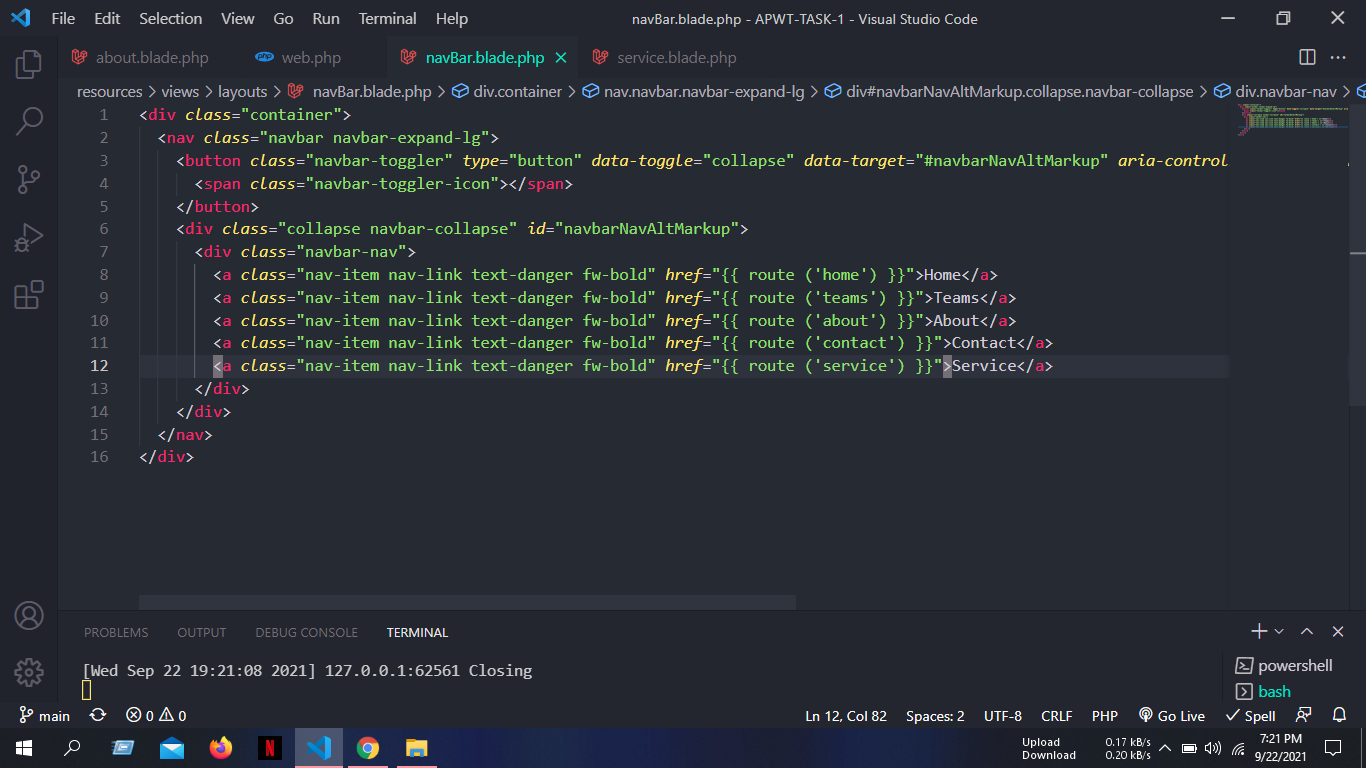 File Edit Selection View Go Run Terminal Help navBar.blade.php - APWT-TASK-1 - Visual Studio Code
about.blade.php php web.php navBar.blade.php service.blade.php
resources > views > layouts > navBar.blade.php > div.container > nav.navbar.navbar-expand-lg > div#navbarNavAltMarkup.collapse.navbar-collapse > div.navbar-nav >
1 <div class="container">
2 <nav class="navbar navbar-expand-lg">
3 <button class="navbar-toggler" type="button" data-toggle="collapse" data-target="#navbarNavAltMarkup" aria-control
4 <span class="navbar-toggler-icon"></span>
5 </button>
6 <div class="collapse navbar-collapse" id="navbarNavAltMarkup">
7 <div class="navbar-nav">
8 <a class="nav-item nav-link text-danger fw-bold" href="{{ route ('home') }}">Home</a>
9 <a class="nav-item nav-link text-danger fw-bold" href="{{ route ('teams') }}">Teams</a>
10 <a class="nav-item nav-link text-danger fw-bold" href="{{ route ('about') }}">About</a>
11 <a class="nav-item nav-link text-danger fw-bold" href="{{ route ('contact') }}">Contact</a>
12 <a class="nav-item nav-link text-danger fw-bold" href="{{ route ('service') }}">Service</a>
13 </div>
14 </div>
15 </nav>
16 </div>
PROBLEMS OUTPUT DEBUG CONSOLE TERMINAL
[Wed Sep 22 19:21:08 2021] 127.0.0.1:62561 Closing
powershell
bash
main 0 0 Ln 12, Col 82 Spaces: 2 UTF-8 CRLF PHP Go Live Spell
N Upload 0.17 kB/s 7:21 PM
Download 0.20 kB/s 9/22/2021